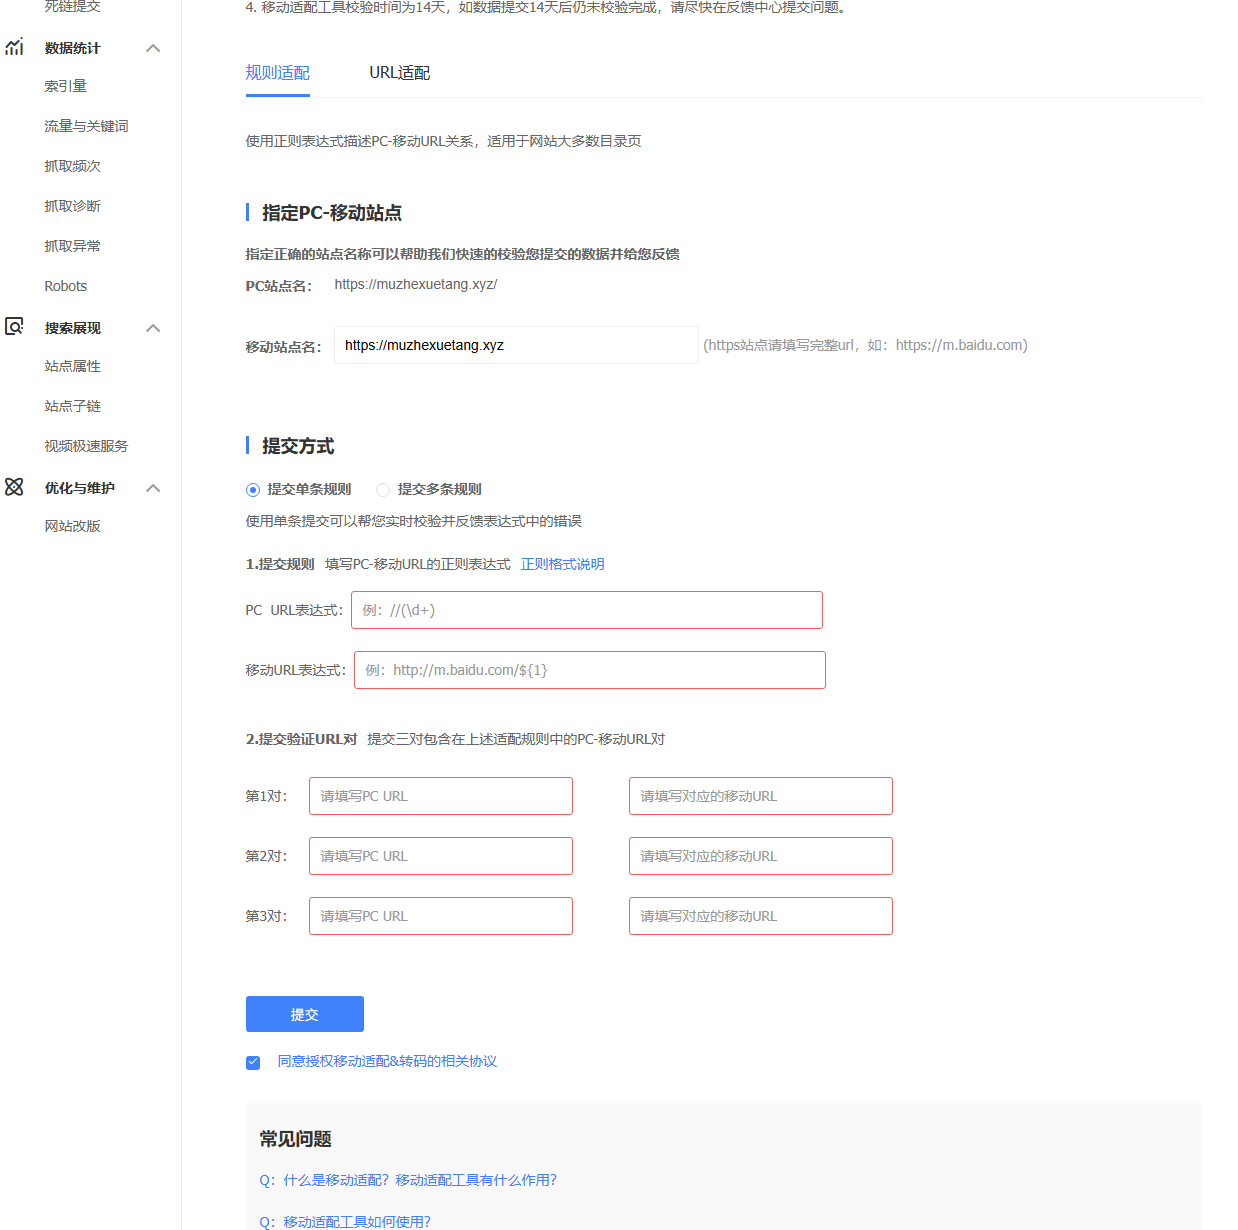 死链提交
数据统计
索引量
流量与关键词
抓取频次
抓取诊断
抓取异常
Robots
搜索展现
站点属性
站点子链
视频极速服务
优化与维护
网站改版
4. 移动适配工具校验时间为14天，如数据提交14天后仍未校验完成，请尽快在反馈中心提交问题。
规则适配 URL适配
使用正则表达式描述PC-移动URL关系，适用于网站大多数目录页
指定PC-移动站点
指定正确的站点名称可以帮助我们快速的校验您提交的数据并给您反馈
PC站点名： https://muzhexuetang.xyz/
移动站点名： https://muzhexuetang.xyz (https站点请填写完整url，如：https://m.baidu.com)
提交方式
提交单条规则 提交多条规则
使用单条提交可以帮您实时校验并反馈表达式中的错误
1.提交规则 填写PC-移动URL的正则表达式 正则格式说明
PC URL表达式： 例：//(\d+)
移动URL表达式： 例：http://m.baidu.com/${1}
2.提交验证URL对 提交三对包含在上述适配规则中的PC-移动URL对
第1对： 请填写PC URL 请填写对应的移动URL
第2对： 请填写PC URL 请填写对应的移动URL
第3对： 请填写PC URL 请填写对应的移动URL
提交
同意授权移动适配&转码的相关协议
常见问题
Q：什么是移动适配？移动适配工具有什么作用？
Q：移动适配工具如何使用？